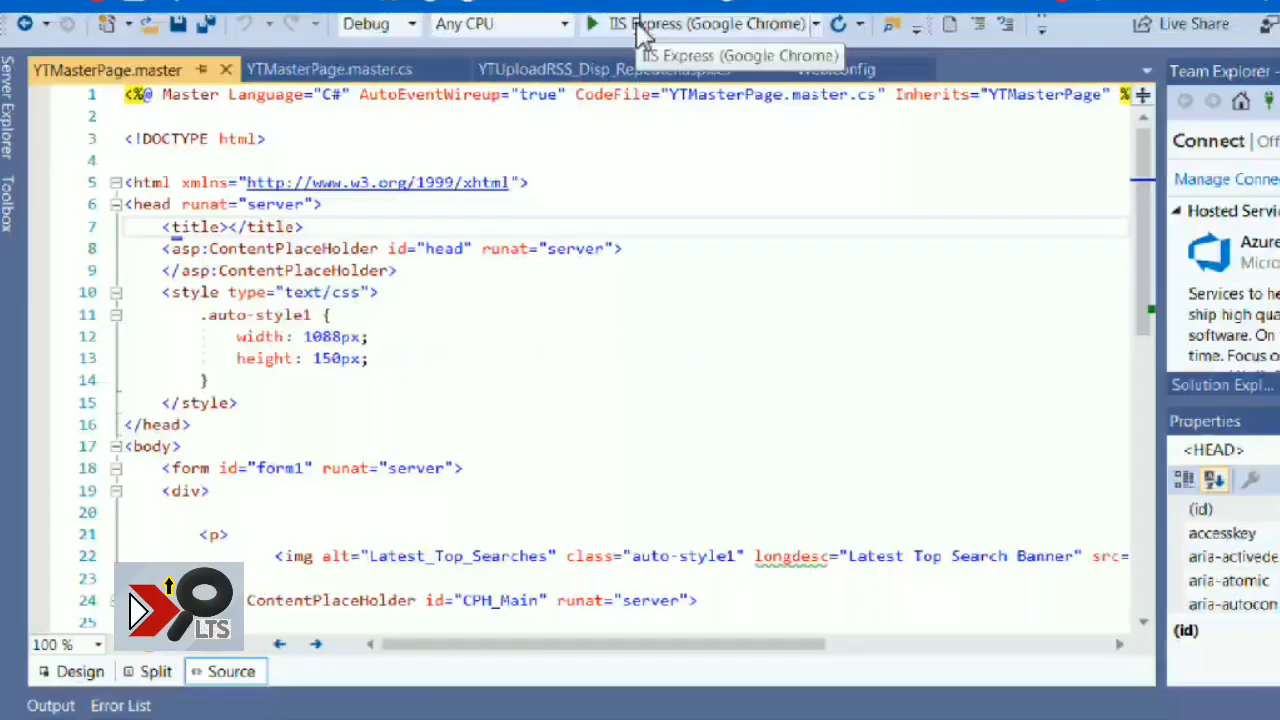 Debug Any CPU IIS Express (Google Chrome) Live Share
IIS Express (Google Chrome)
Server Explorer
Toolbox
YTMasterPage.master YTMasterPage.master.cs
1 <%@ Master Language="C#" AutoEventWireup="true" CodeFile="YTMasterPage.master.cs" Inherits="YTMasterPage" %
2
3 <!DOCTYPE html>
4
5 <html xmlns="http://www.w3.org/1999/xhtml">
6 <head runat="server">
7 <title></title>
8 <asp:ContentPlaceHolder id="head" runat="server">
9 </asp:ContentPlaceHolder>
10 <style type="text/css">
11 .auto-style1 {
12 width: 1088px;
13 height: 150px;
14 }
15 </style>
16 </head>
17 <body>
18 <form id="form1" runat="server">
19 <div>
20
21 <p>
22 <img alt="Latest_Top_Searches" class="auto-style1" longdesc="Latest Top Search Banner" src=
23
24 ContentPlaceHolder id="CPH_Main" runat="server">
25
LTS
100 %
Design Split Source
Output Error List
Team Explorer
Connect | Off
Manage Conne
Hosted Servi
Azure
Micro
Services to he
ship high qua
software. On
time. Focus o
Solution Expl...
Properties
<HEAD>
(id)
accesskey
aria-activede
aria-atomic
aria-autocon
(id)